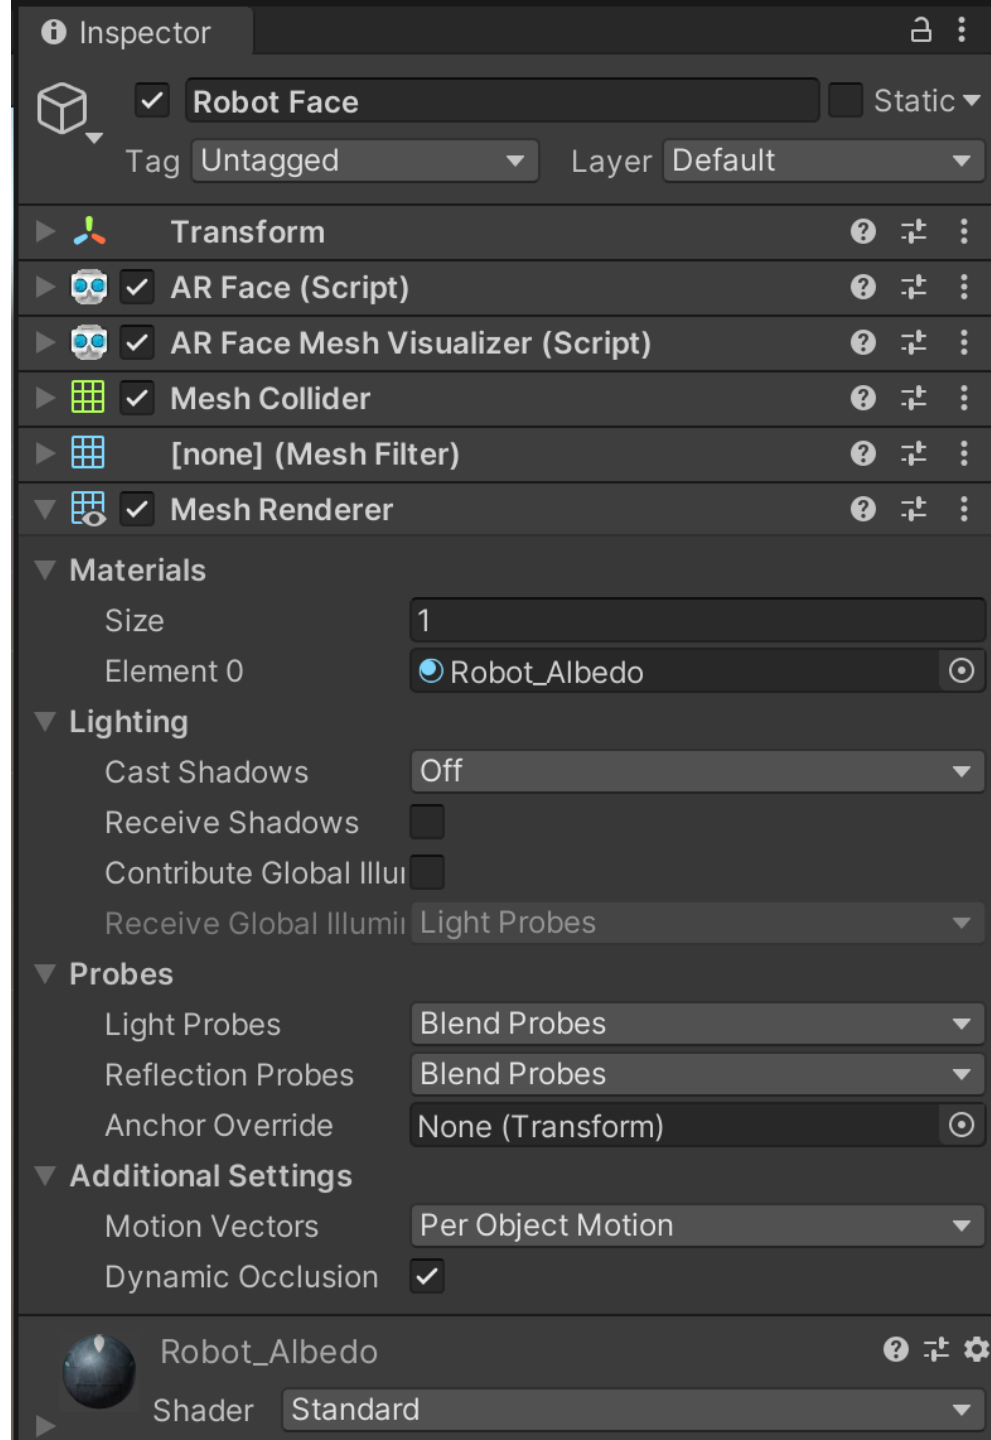 Inspector
Robot Face Static
Tag Untagged Layer Default
Transform
AR Face (Script)
AR Face Mesh Visualizer (Script)
Mesh Collider
[none] (Mesh Filter)
Mesh Renderer
Materials
Size 1
Element 0 Robot_Albedo
Lighting
Cast Shadows Off
Receive Shadows
Contribute Global Illu
Receive Global Illumi Light Probes
Probes
Light Probes Blend Probes
Reflection Probes Blend Probes
Anchor Override None (Transform)
Additional Settings
Motion Vectors Per Object Motion
Dynamic Occlusion
Robot_Albedo
Shader Standard